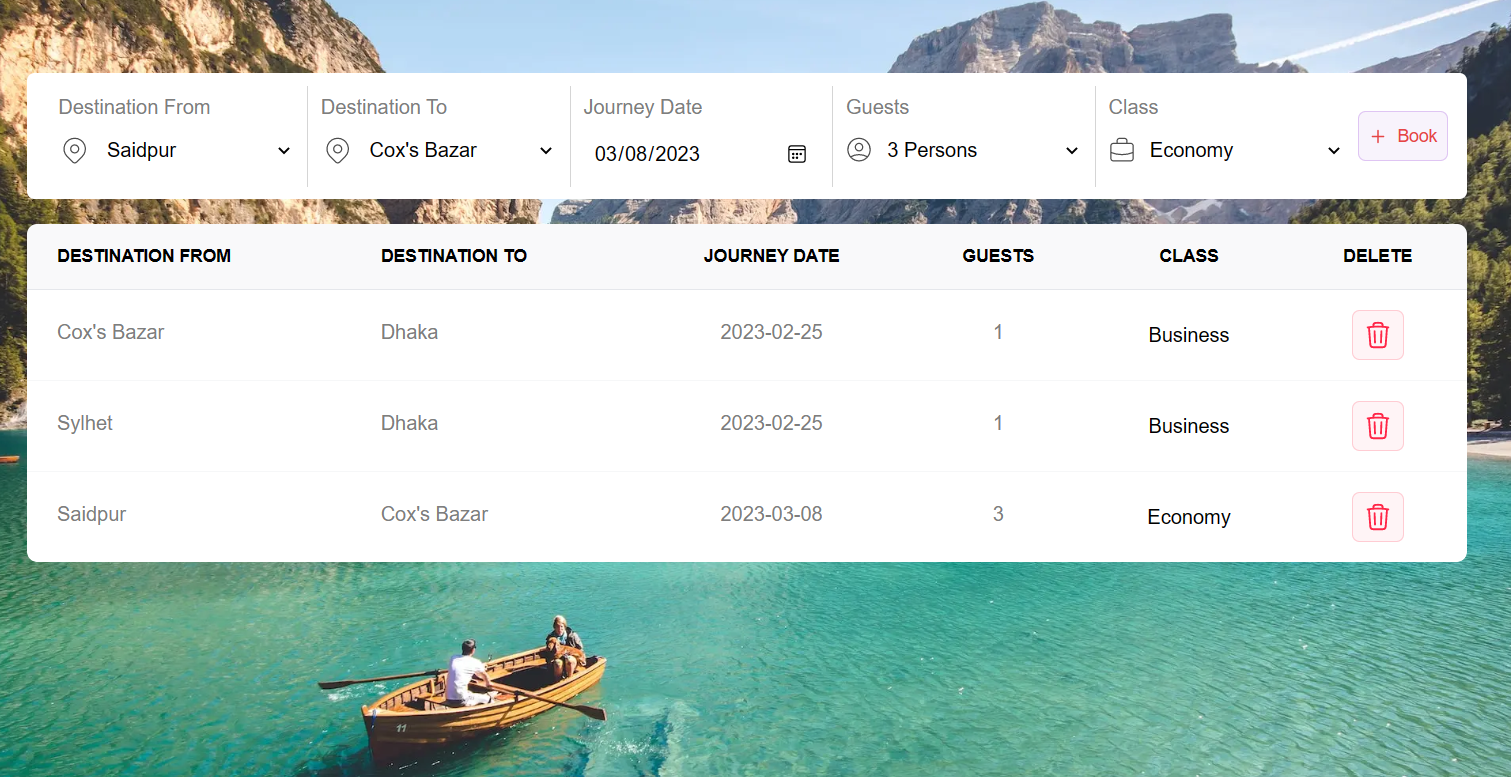 Destination From Destination To Journey Date Guests Class
Saidpur Cox's Bazar 03/08/2023 3 Persons Economy + Book
DESTINATION FROM DESTINATION TO JOURNEY DATE GUESTS CLASS DELETE
Cox's Bazar Dhaka 2023-02-25 1 Business
Sylhet Dhaka 2023-02-25 1 Business
Saidpur Cox's Bazar 2023-03-08 3 Economy
11